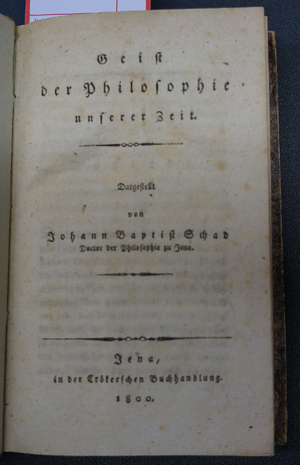 Geist
der Philosophie
unserer Zeit.
Dargestellt
von
Johann Baptist Schad
Doctor der Philosophie zu Jena.
Jena,
in der Crökerschen Buchhandlung.
1800.